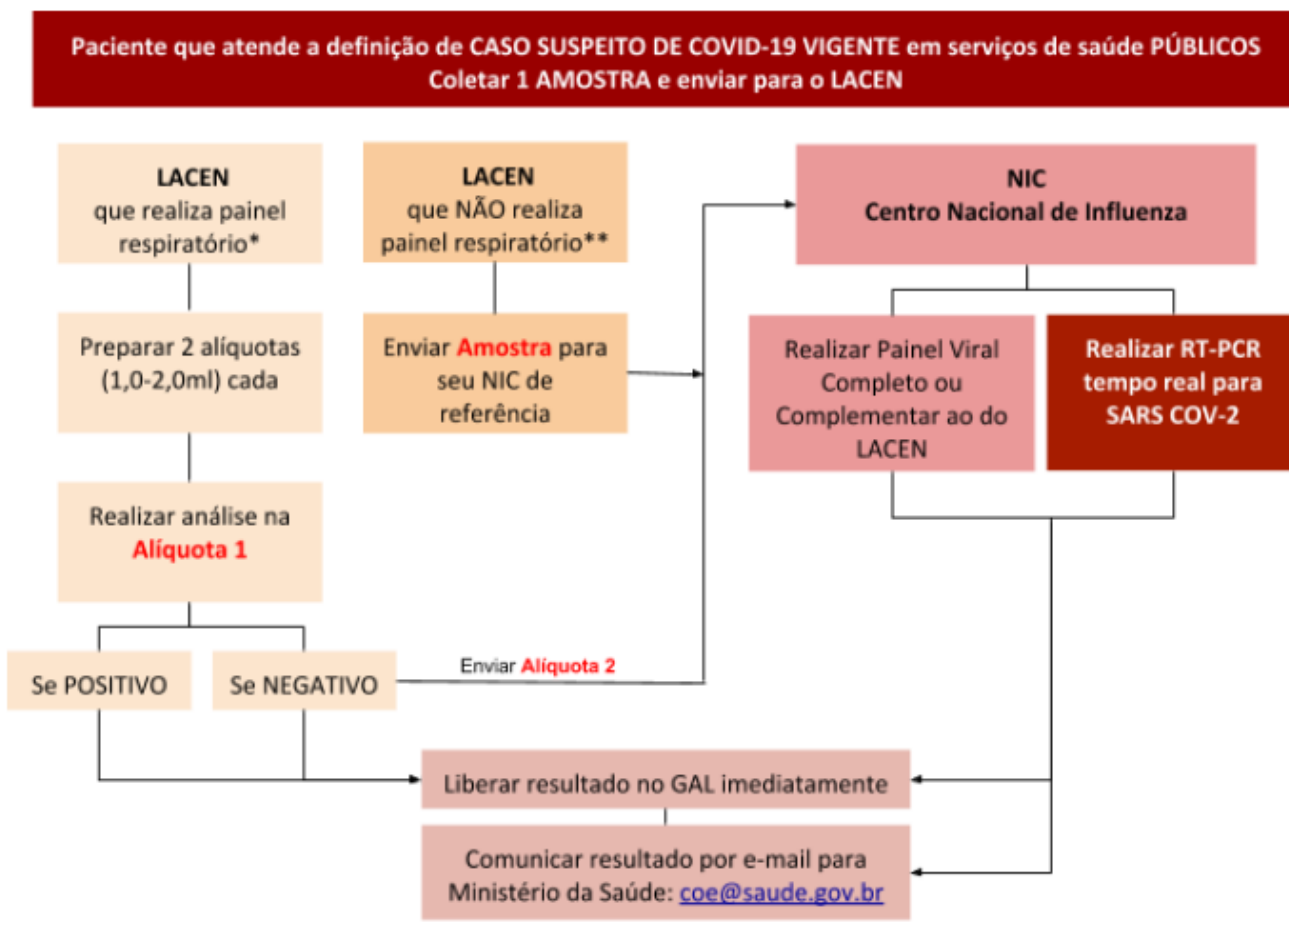 Paciente que atende a definição de CASO SUSPEITO DE COVID-19 VIGENTE em serviços de saúde PÚBLICOS
Coletar 1 AMOSTRA e enviar para o LACEN
LACEN
que realiza painel
respiratório*
Preparar 2 alíquotas
(1,0-2,0ml) cada
Realizar análise na
Alíquota 1
Se POSITIVO
Se NEGATIVO
LACEN
que NÃO realiza
painel respiratório**
Enviar Amostra para
seu NIC de
referência
Enviar Alíquota 2
NIC
Centro Nacional de Influenza
Realizar Painel Viral
Completo ou
Complementar ao do
LACEN
Realizar RT-PCR
tempo real para
SARS COV-2
Liberar resultado no GAL imediatamente
Comunicar resultado por e-mail para
Ministério da Saúde: coe@saude.gov.br